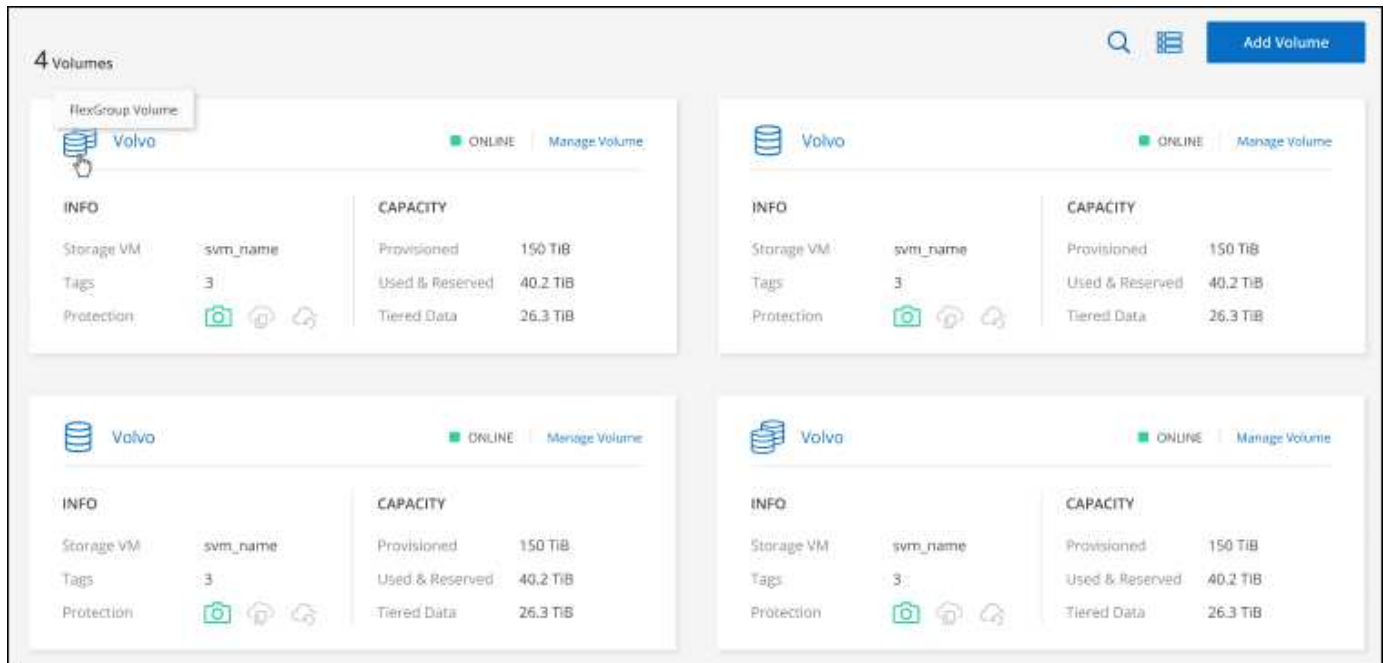 4 Volumes
Add Volume
FlexGroup Volume
Volvo
ONLINE
Manage Volume
INFO
CAPACITY
Storage VM svm_name
Provisioned 150 TiB
Tags 3
Used & Reserved 40.2 TiB
Protection
Tiered Data 26.3 TiB
Volvo
ONLINE
Manage Volume
INFO
CAPACITY
Storage VM svm_name
Provisioned 150 TiB
Tags 3
Used & Reserved 40.2 TiB
Protection
Tiered Data 26.3 TiB
Volvo
ONLINE
Manage Volume
INFO
CAPACITY
Storage VM svm_name
Provisioned 150 TiB
Tags 3
Used & Reserved 40.2 TiB
Protection
Tiered Data 26.3 TiB
Volvo
ONLINE
Manage Volume
INFO
CAPACITY
Storage VM svm_name
Provisioned 150 TiB
Tags 3
Used & Reserved 40.2 TiB
Protection
Tiered Data 26.3 TiB